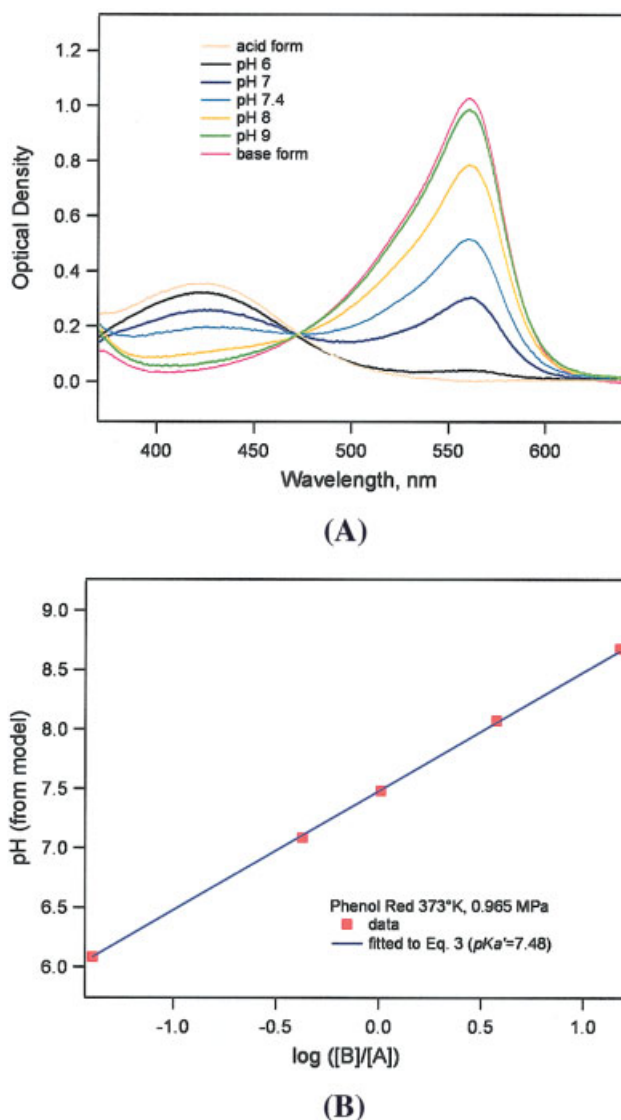 1.2
1.0
0.8
0.6
0.4
0.2
0.0
Optical Density
acid form
pH 6
pH 7
pH 7.4
pH 8
pH 9
base form
400 450 500 550 600
Wavelength, nm
(A)
9.0
8.5
8.0
7.5
7.0
6.5
6.0
pH (from model)
Phenol Red 373°K, 0.965 MPa
data
fitted to Eq. 3 (pKa'=7.48)
-1.0 -0.5 0.0 0.5 1.0
log ([B]/[A])
(B)